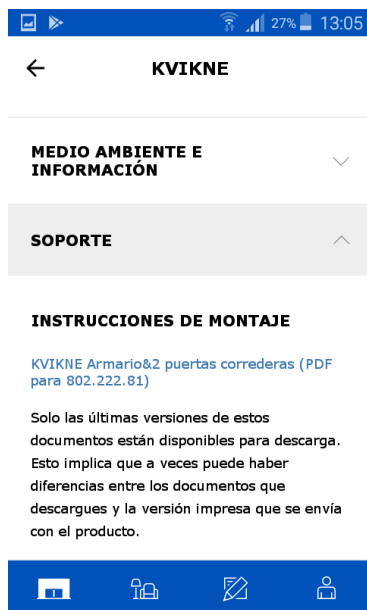 27% 13:05
KVIKNE
MEDIO AMBIENTE E
INFORMACIÓN
SOPORTE
INSTRUCCIONES DE MONTAJE
KVIKNE Armario&2 puertas correderas (PDF
para 802.222.81)
Solo las últimas versiones de estos
documentos están disponibles para descarga.
Esto implica que a veces puede haber
diferencias entre los documentos que
descargues y la versión impresa que se envía
con el producto.